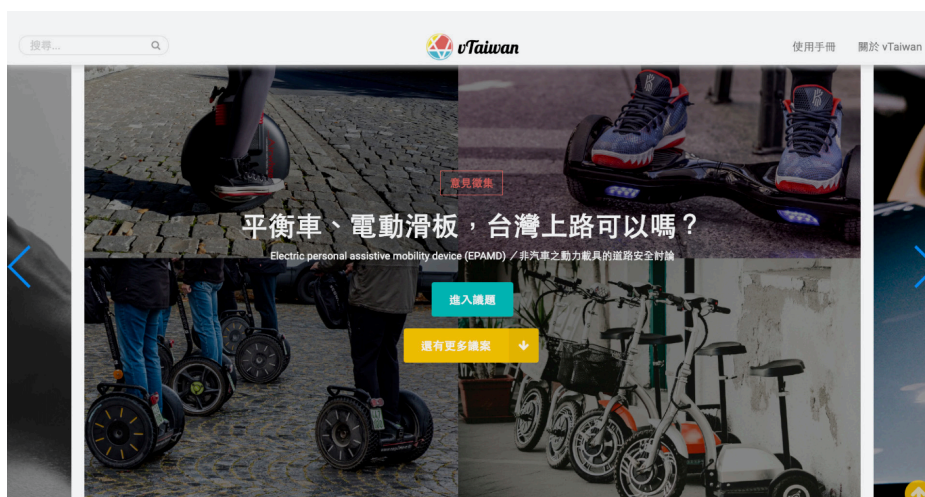 搜尋...
vTaiwan
使用手冊
關於 vTaiwan
意見徵集
平衡車、電動滑板，台灣上路可以嗎？
Electric personal assistive mobility device (EPAMD) ／非汽車之動力載具的道路安全討論
進入議題
還有更多議案